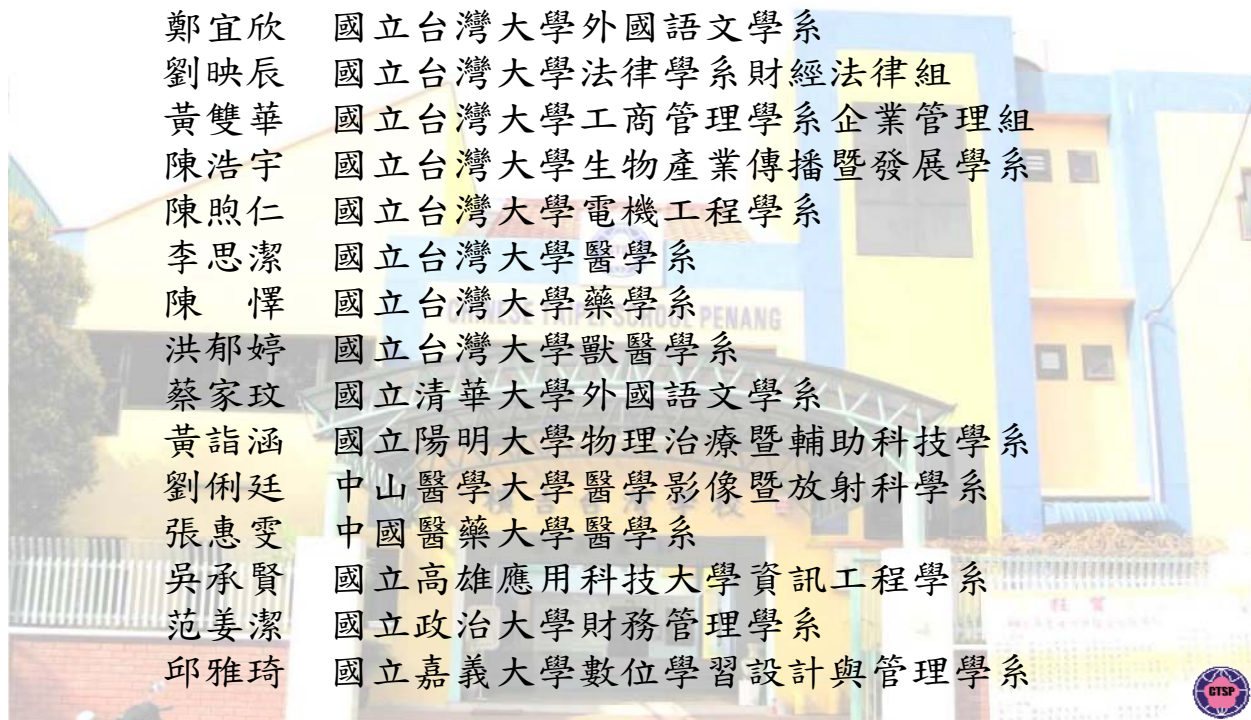 鄭宜欣 國立台灣大學外國語文學系
劉映辰 國立台灣大學法律學系財經法律組
黃雙華 國立台灣大學工商管理學系企業管理組
陳浩宇 國立台灣大學生物產業傳播暨發展學系
陳煦仁 國立台灣大學電機工程學系
李思潔 國立台灣大學醫學系
陳　懌 國立台灣大學藥學系
CHINESE TAIPEI SCHOOL PENANG
洪郁婷 國立台灣大學獸醫學系
蔡家玟 國立清華大學外國語文學系
黃詣涵 國立陽明大學物理治療暨輔助科技學系
劉俐廷 中山醫學大學醫學影像暨放射科學系
檳吉台灣學校
張惠雯 中國醫藥大學醫學系
吳承賢 國立高雄應用科技大學資訊工程學系
范姜潔 國立政治大學財務管理學系
邱雅琦 國立嘉義大學數位學習設計與管理學系
CTSP